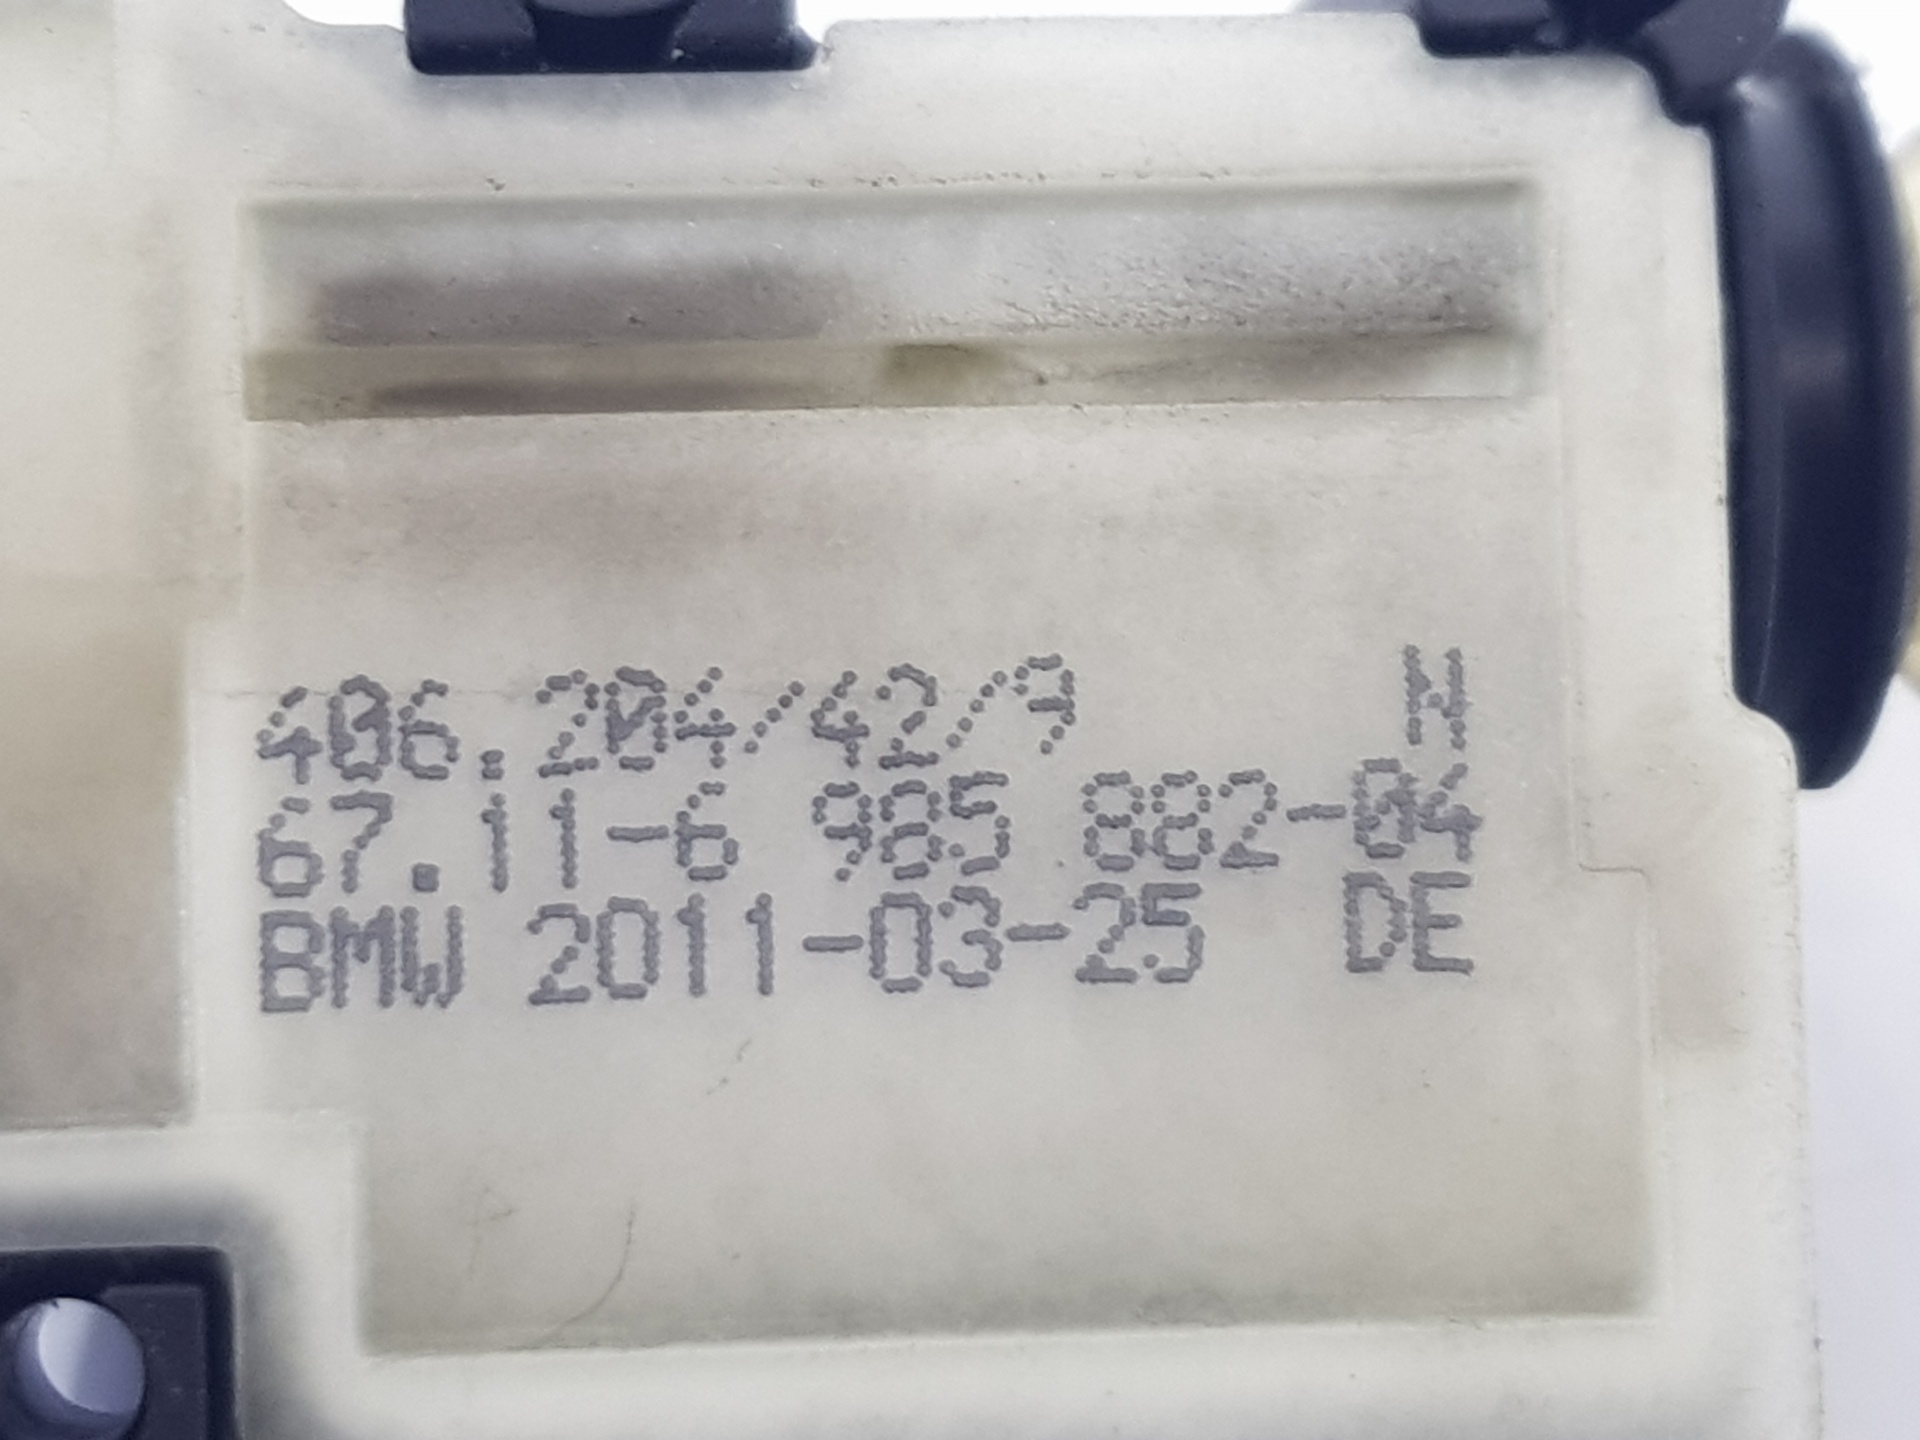 406.204/42/9 N
67.11-6 985 882-04
BMW 2011-03-25 DE